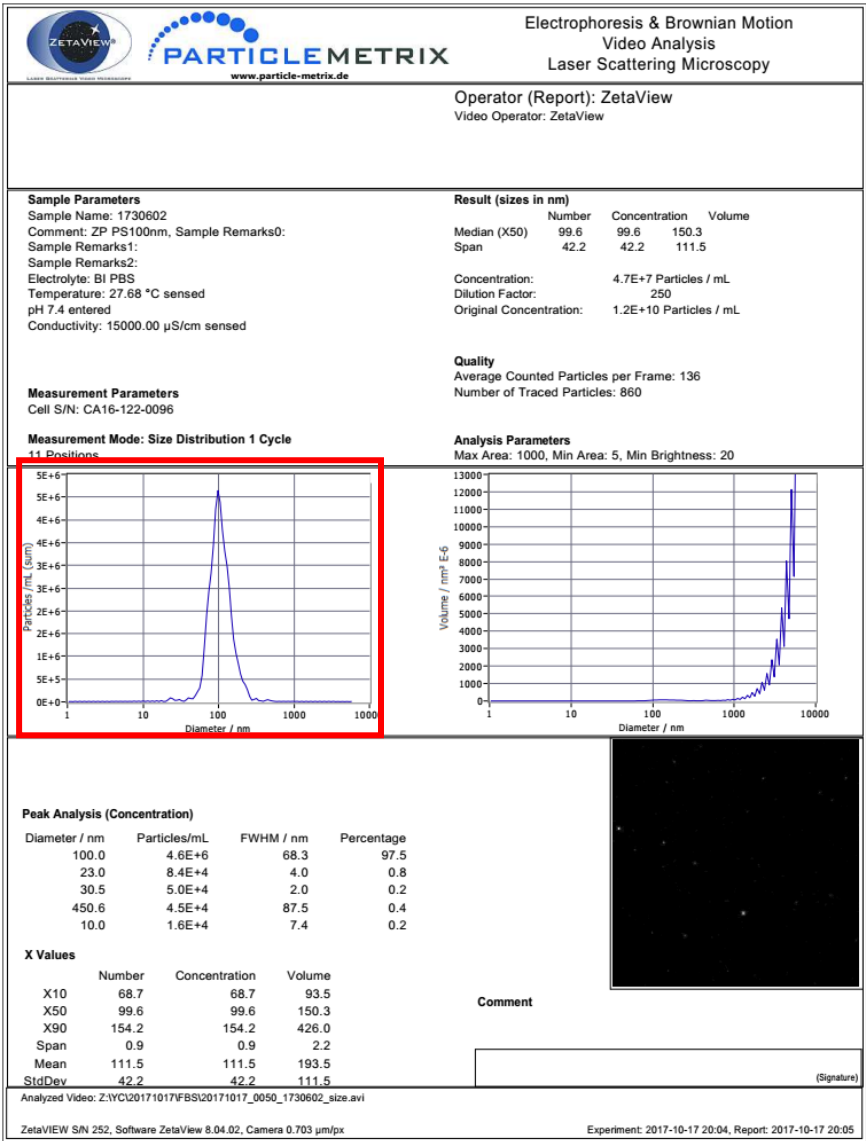 ZETAVIEW®
LASER SCATTERING VIDEO MICROSCOPE
PARTICLEMETRIX
www.particle-metrix.de
Electrophoresis & Brownian Motion
Video Analysis
Laser Scattering Microscopy
Operator (Report): ZetaView
Video Operator: ZetaView
Sample Parameters
Sample Name: 1730602
Comment: ZP PS100nm, Sample Remarks0:
Sample Remarks1:
Sample Remarks2:
Electrolyte: BI PBS
Temperature: 27.68 °C sensed
pH 7.4 entered
Conductivity: 15000.00 µS/cm sensed
Measurement Parameters
Cell S/N: CA16-122-0096
Measurement Mode: Size Distribution 1 Cycle
11 Positions
Result (sizes in nm)
Number Concentration Volume
Median (X50) 99.6 99.6 150.3
Span 42.2 42.2 111.5
Concentration: 4.7E+7 Particles / mL
Dilution Factor: 250
Original Concentration: 1.2E+10 Particles / mL
Quality
Average Counted Particles per Frame: 136
Number of Traced Particles: 860
Analysis Parameters
Max Area: 1000, Min Area: 5, Min Brightness: 20
Particles /mL (sum)
5E+6
5E+6
4E+6
4E+6
3E+6
3E+6
2E+6
2E+6
1E+6
5E+5
0E+0
1 10 100 1000 1000
Diameter / nm
Volume / nm³ E-6
13000
12000
11000
10000
9000
8000
7000
6000
5000
4000
3000
2000
1000
0
1 10 100 1000 10000
Diameter / nm
Peak Analysis (Concentration)
Diameter / nm Particles/mL FWHM / nm Percentage
100.0 4.6E+6 68.3 97.5
23.0 8.4E+4 4.0 0.8
30.5 5.0E+4 2.0 0.2
450.6 4.5E+4 87.5 0.4
10.0 1.6E+4 7.4 0.2
X Values
Number Concentration Volume
X10 68.7 68.7 93.5
X50 99.6 99.6 150.3
X90 154.2 154.2 426.0
Span 0.9 0.9 2.2
Mean 111.5 111.5 193.5
StdDev 42.2 42.2 111.5
Comment
(Signature)
Analyzed Video: Z:\YC\20171017\FBS\20171017_0050_1730602_size.avi
ZetaVIEW S/N 252, Software ZetaView 8.04.02, Camera 0.703 µm/px
Experiment: 2017-10-17 20:04, Report: 2017-10-17 20:05